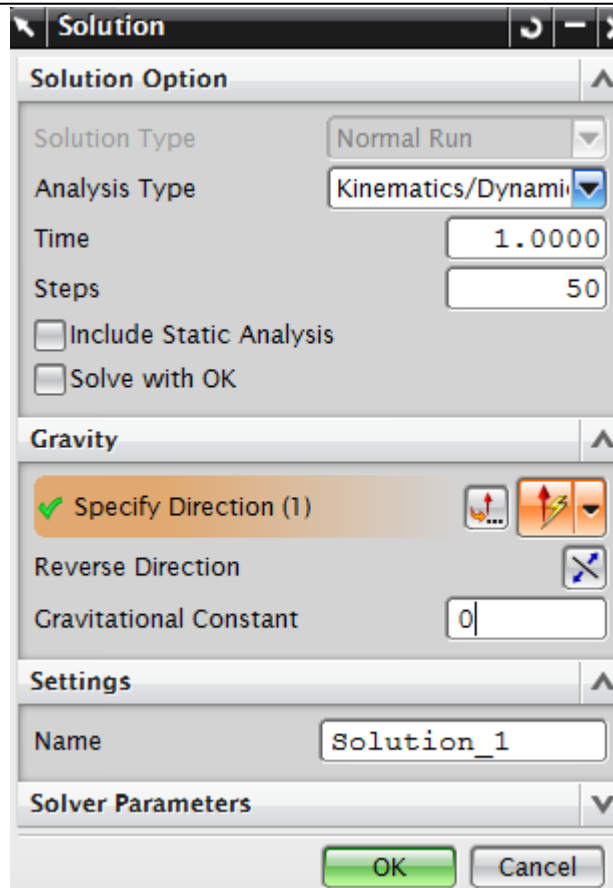 Solution
Solution Option
Solution Type Normal Run
Analysis Type Kinematics/Dynami
Time 1.0000
Steps 50
Include Static Analysis
Solve with OK
Gravity
Specify Direction (1)
Reverse Direction
Gravitational Constant 0
Settings
Name Solution_1
Solver Parameters
OK Cancel